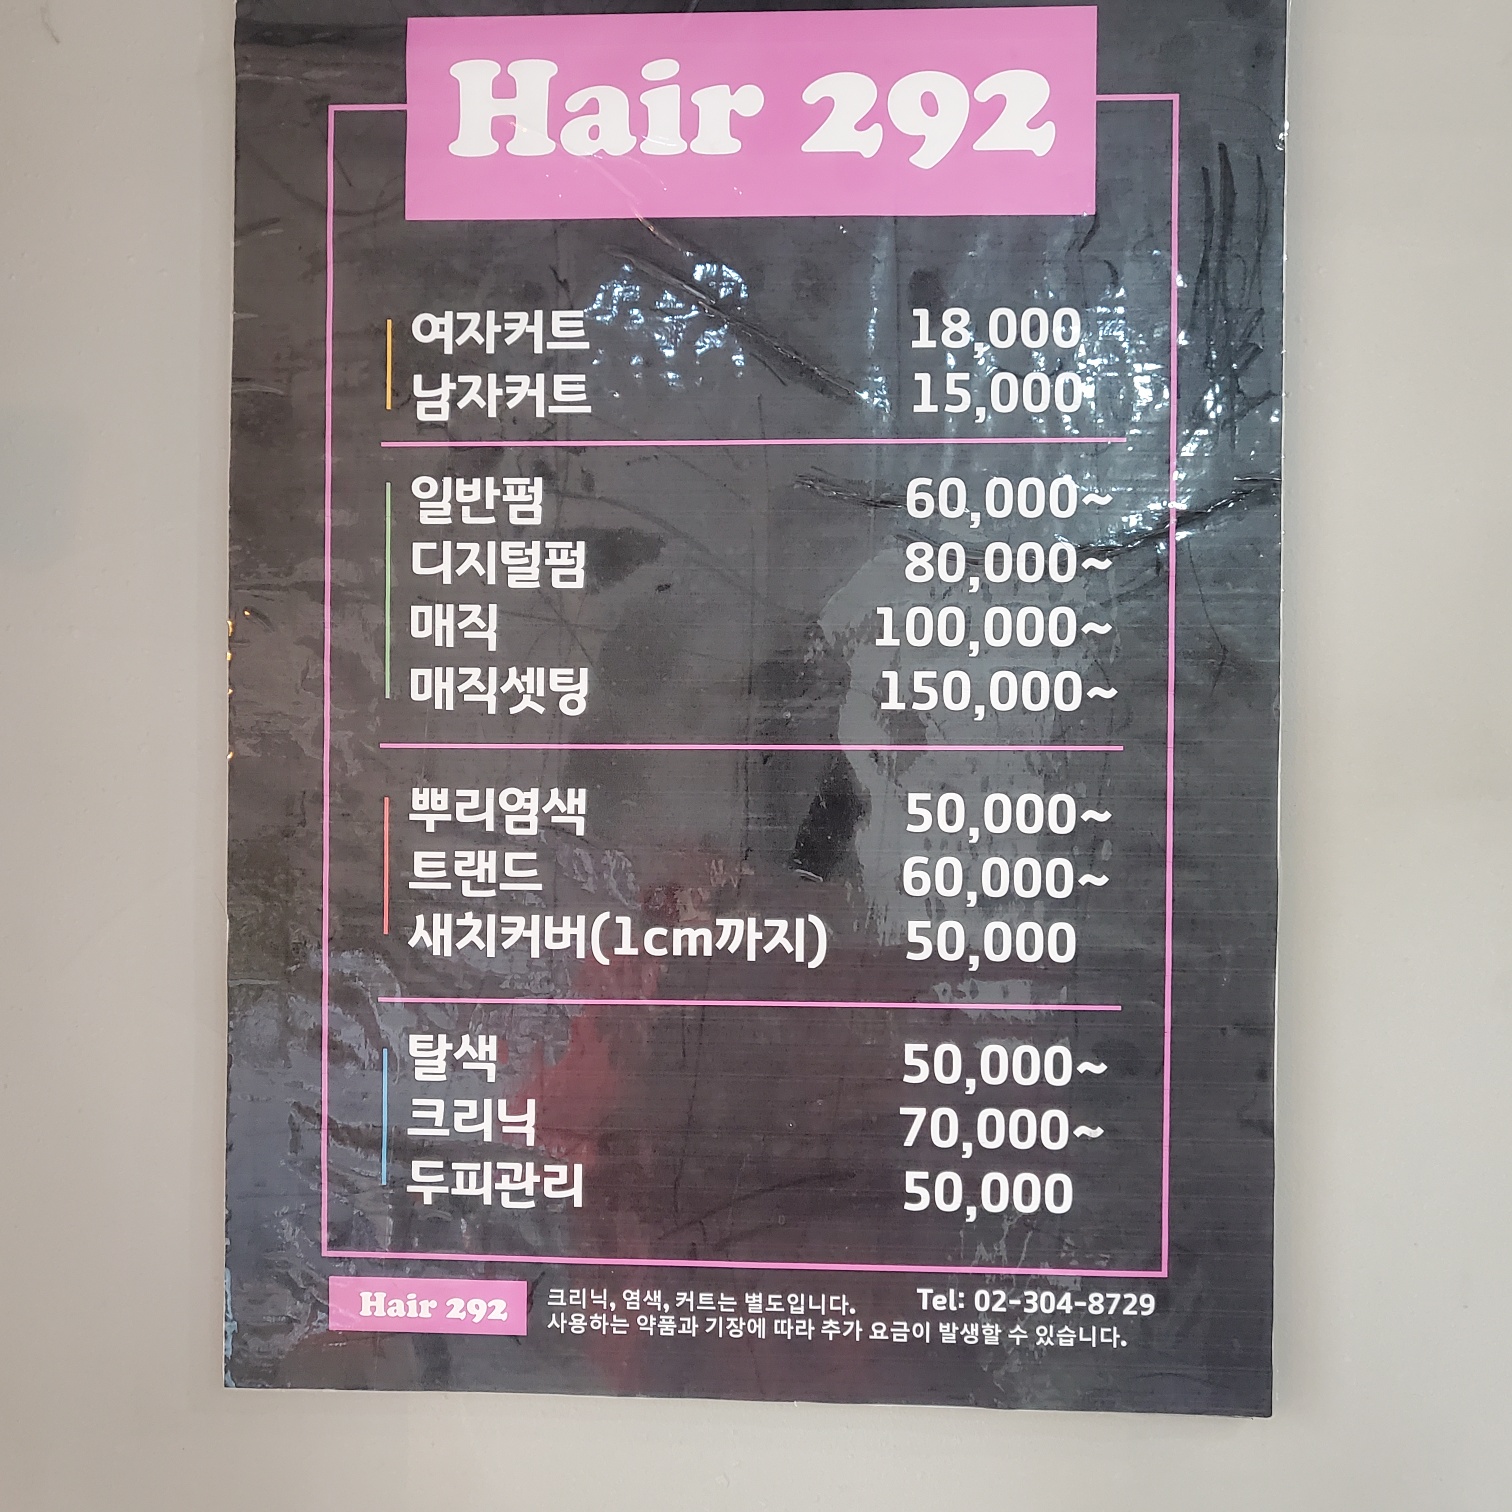 Hair 292
여자커트 18,000
남자커트 15,000
일반펌 60,000~
디지털펌 80,000~
매직 100,000~
매직셋팅 150,000~
뿌리염색 50,000~
트랜드 60,000~
새치커버(1cm까지) 50,000
탈색 50,000~
크리닉 70,000~
두피관리 50,000
Hair 292
크리닉, 염색, 커트는 별도입니다. Tel: 02-304-8729
사용하는 약품과 기장에 따라 추가 요금이 발생할 수 있습니다.